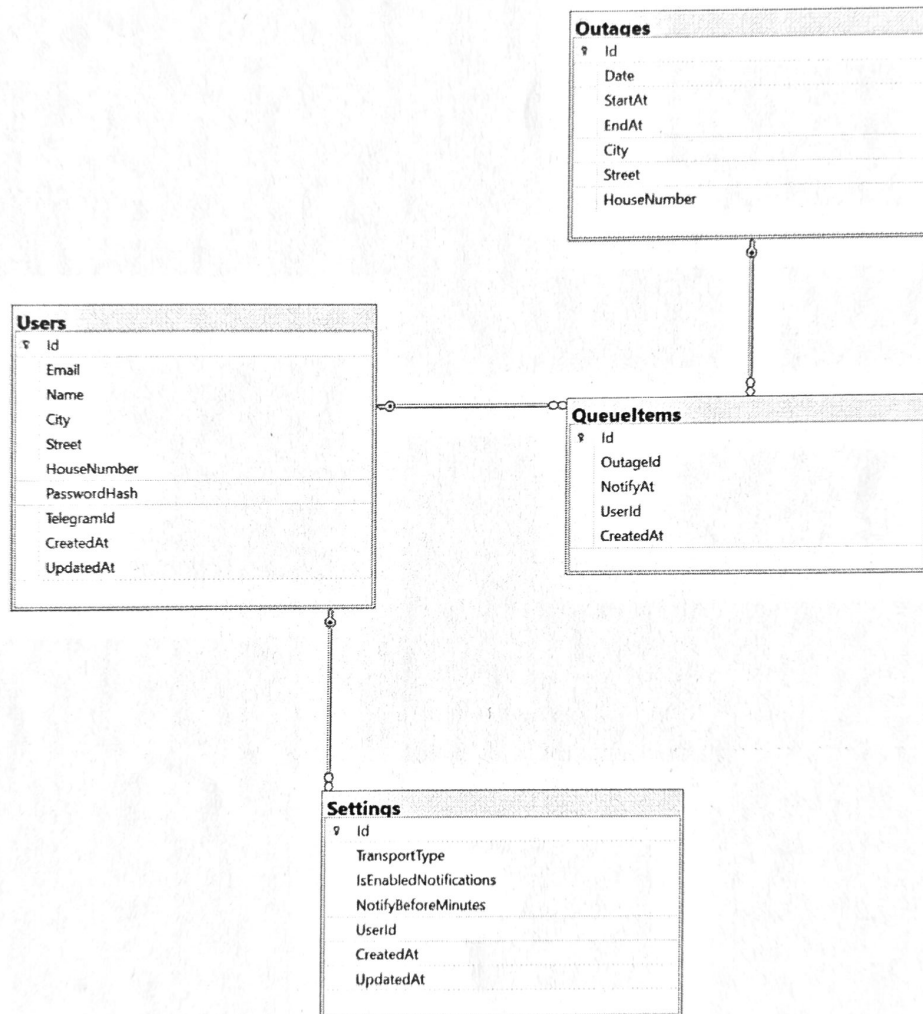 Outages
Id
Date
StartAt
EndAt
City
Street
HouseNumber
Users
Id
Email
Name
City
Street
HouseNumber
PasswordHash
TelegramId
CreatedAt
UpdatedAt
QueueItems
Id
OutageId
NotifyAt
UserId
CreatedAt
Settings
Id
TransportType
IsEnabledNotifications
NotifyBeforeMinutes
UserId
CreatedAt
UpdatedAt